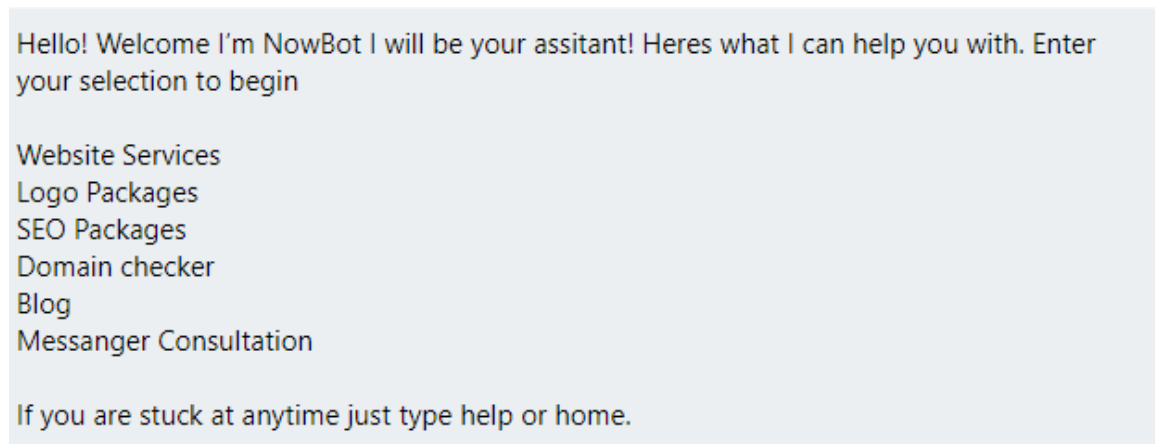 Hello! Welcome I'm NowBot I will be your assitant! Heres what I can help you with. Enter
your selection to begin
Website Services
Logo Packages
SEO Packages
Domain checker
Blog
Messanger Consultation
If you are stuck at anytime just type help or home.